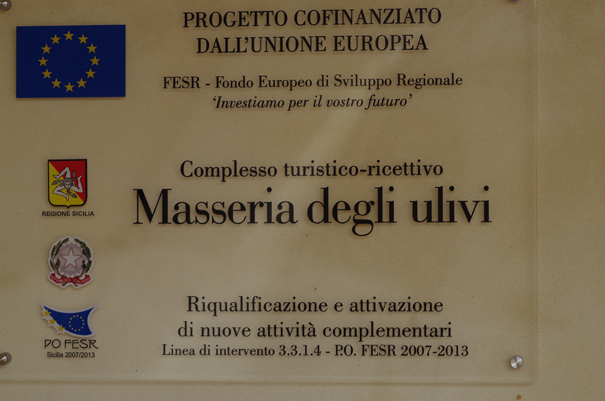 PROGETTO COFINANZIATO
DALL'UNIONE EUROPEA
FESR - Fondo Europeo di Sviluppo Regionale
'Investiamo per il vostro futuro'
Complesso turistico-ricettivo
Masseria degli ulivi
REGIONE SICILIA
Riqualificazione e attivazione
di nuove attività complementari
Linea di intervento 3.3.1.4 - P.O. FESR 2007-2013
PO FESR
Sicilia 2007/2013